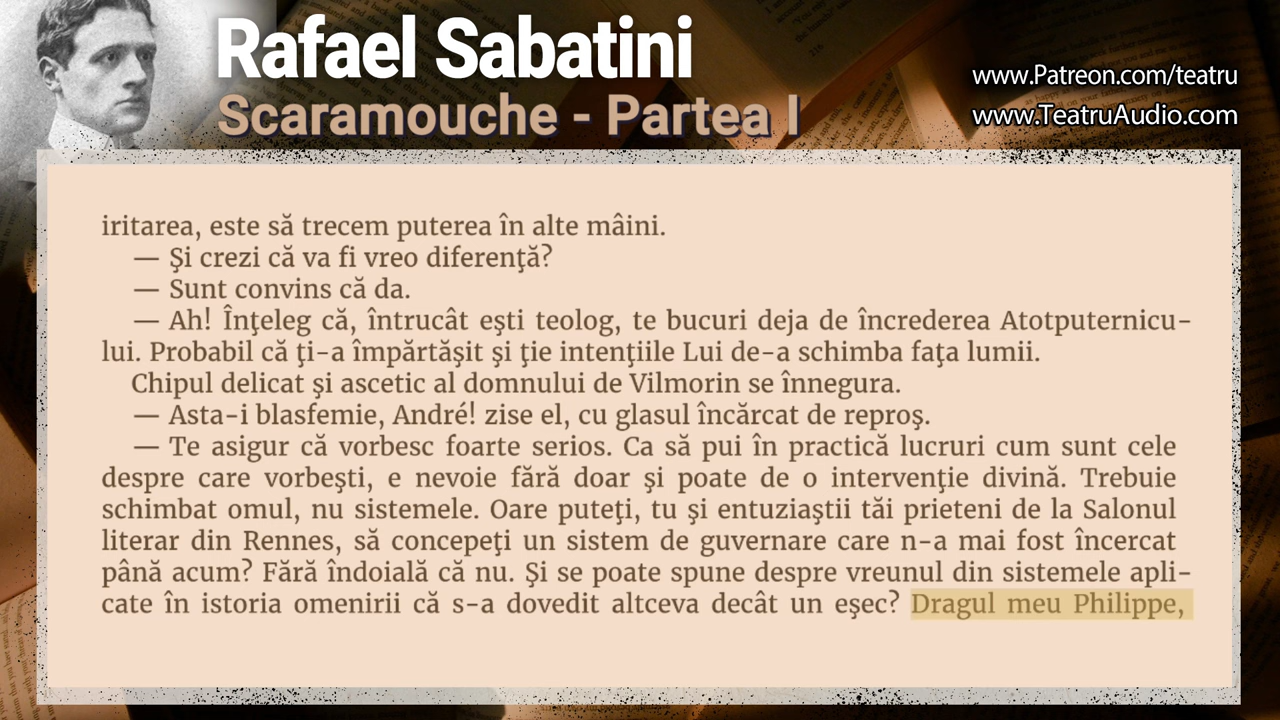 Rafael Sabatini
Scaramouche - Partea I
www.Patreon.com/teatru
www.TeatruAudio.com
iritarea, este să trecem puterea în alte mâini.
— Şi crezi că va fi vreo diferenţă?
— Sunt convins că da.
— Ah! Înţeleg că, întrucât eşti teolog, te bucuri deja de încrederea Atotputernicu-
lui. Probabil că ţi-a împărtăşit şi ţie intenţiile Lui de-a schimba faţa lumii.
Chipul delicat şi ascetic al domnului de Vilmorin se înnegura.
— Asta-i blasfemie, André! zise el, cu glasul încărcat de reproş.
— Te asigur că vorbesc foarte serios. Ca să pui în practică lucruri cum sunt cele
despre care vorbeşti, e nevoie fără doar şi poate de o intervenţie divină. Trebuie
schimbat omul, nu sistemele. Oare puteţi, tu şi entuziaştii tăi prieteni de la Salonul
literar din Rennes, să concepeţi un sistem de guvernare care n-a mai fost încercat
până acum? Fără îndoială că nu. Şi se poate spune despre vreunul din sistemele apli-
cate în istoria omenirii că s-a dovedit altceva decât un eşec? Dragul meu Philippe,